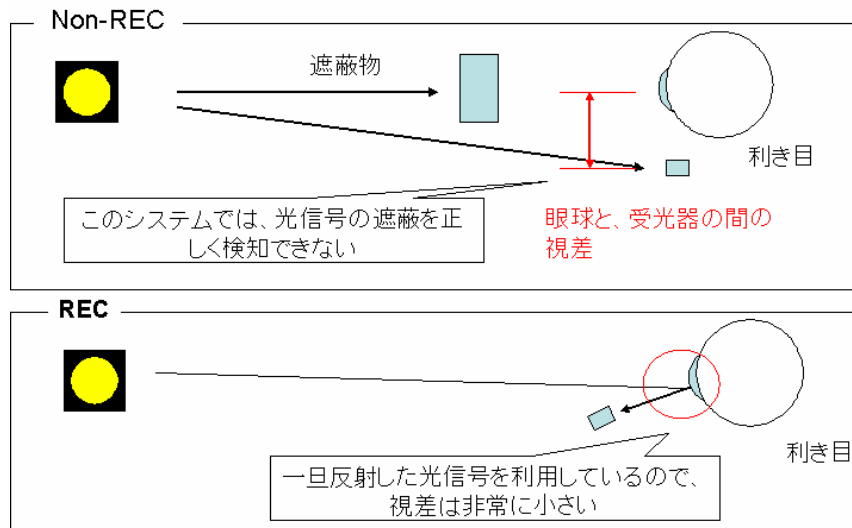 Non-REC
遮蔽物
利き目
このシステムでは、光信号の遮蔽を正
しく検知できない
眼球と、受光器の間の
視差
REC
利き目
一旦反射した光信号を利用しているので、
視差は非常に小さい